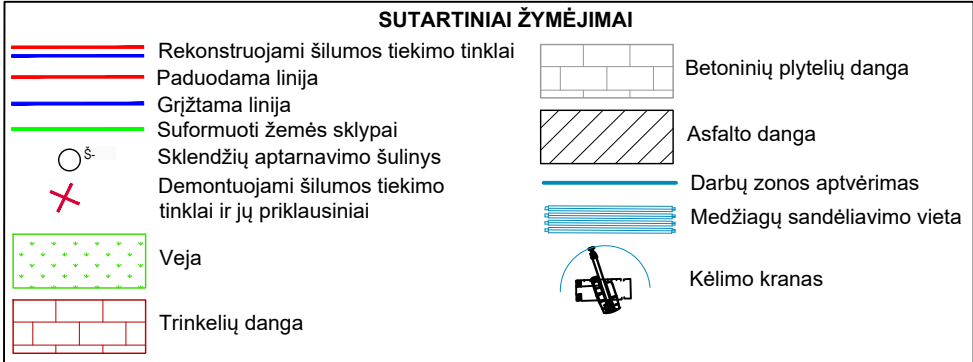 SUTARTINIAI ŽYMĖJIMAI
Rekonstruojami šilumos tiekimo tinklai
Paduodama linija
Grįžtama linija
Suformuoti žemės sklypai
Š-
Sklendžių aptarnavimo šulinys
Demontuojami šilumos tiekimo
tinklai ir jų priklausiniai
Veja
Trinkelių danga
Betoninių plytelių danga
Asfalto danga
Darbų zonos aptvėrimas
Medžiagų sandėliavimo vieta
Kėlimo kranas